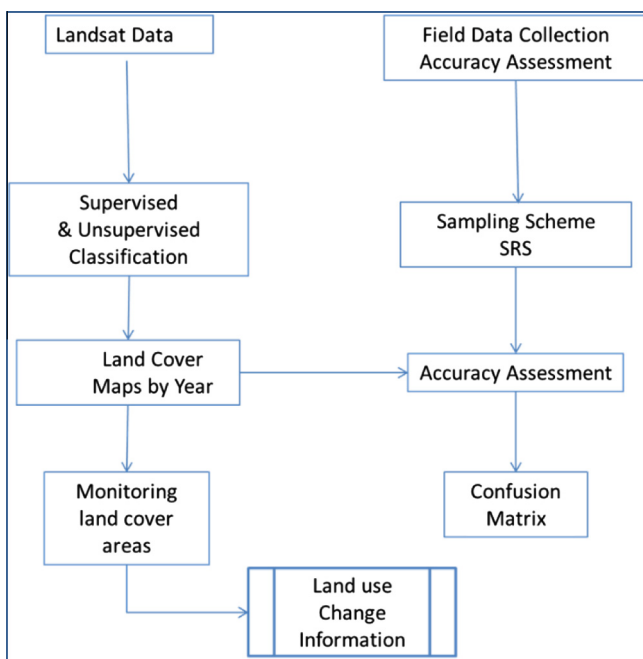 Landsat Data
Field Data Collection
Accuracy Assessment
Supervised
& Unsupervised
Classification
Sampling Scheme
SRS
Land Cover
Maps by Year
Accuracy Assessment
Monitoring
land cover
areas
Confusion
Matrix
Land use
Change
Information